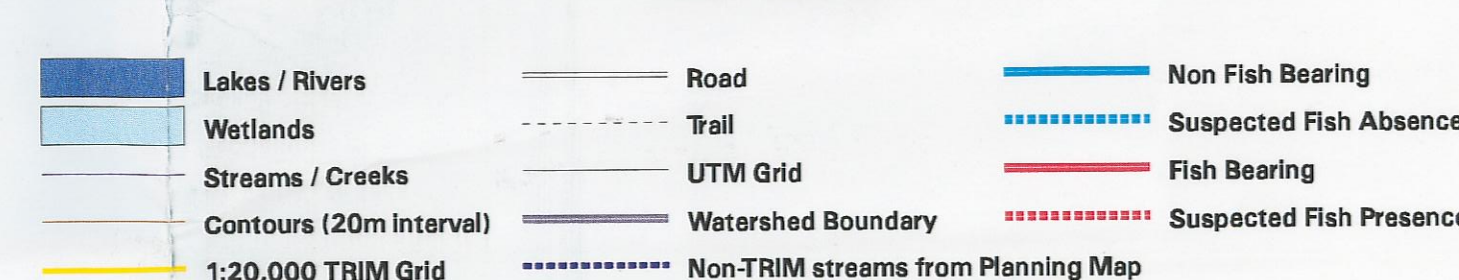 Lakes / Rivers
Wetlands
Streams / Creeks
Contours (20m interval)
1:20,000 TRIM Grid
Road
Trail
UTM Grid
Watershed Boundary
Non-TRIM streams from Planning Map
Non Fish Bearing
Suspected Fish Absence
Fish Bearing
Suspected Fish Presence